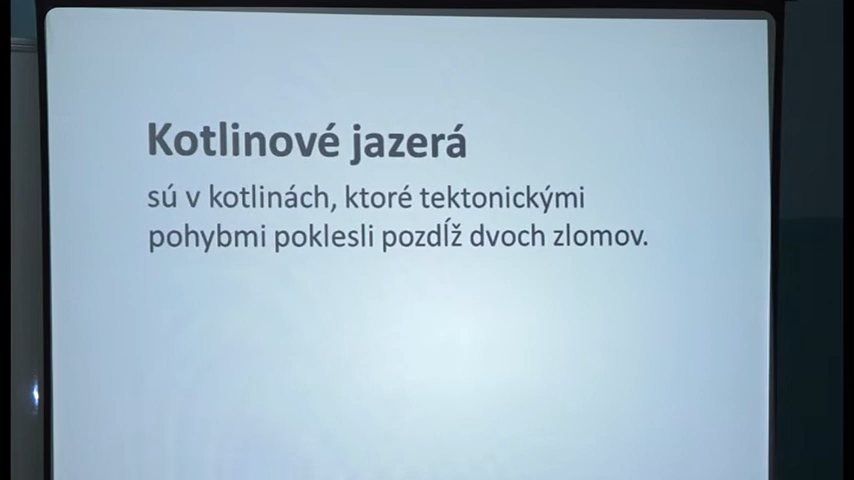 Kotlinové jazerá
sú v kotlinách, ktoré tektonickými
pohybmi poklesli pozdĺž dvoch zlomov.